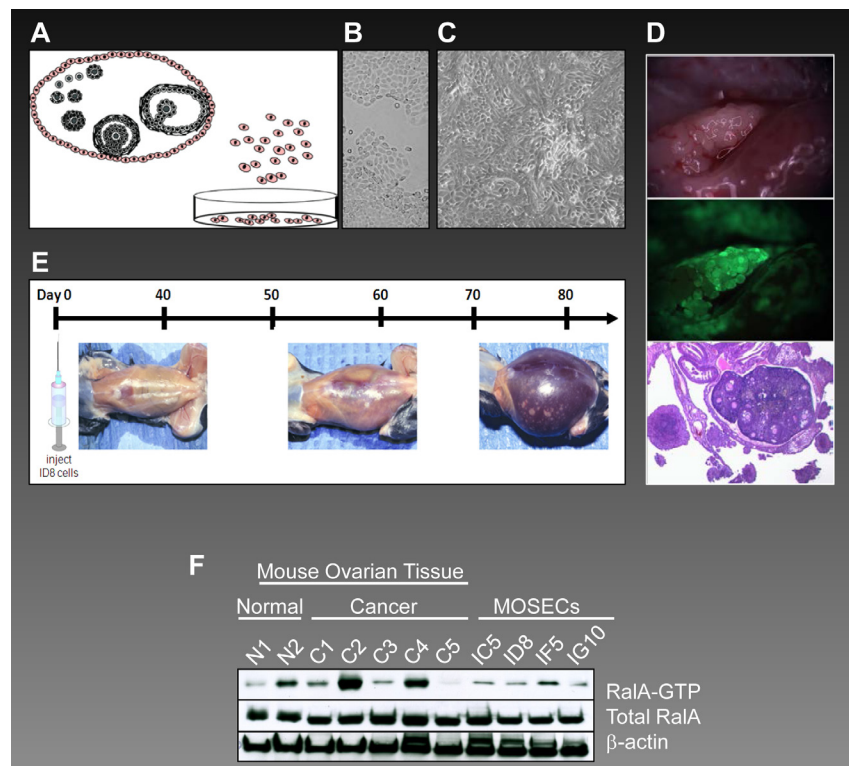 A
B
C
D
E
Day 0 40 50 60 70 80
inject
ID8 cells
F
Mouse Ovarian Tissue
Normal Cancer MOSECs
N1 N2 C1 C2 C3 C4 C5 IC5 ID8 IF5 IG10
RalA-GTP
Total RalA
β-actin